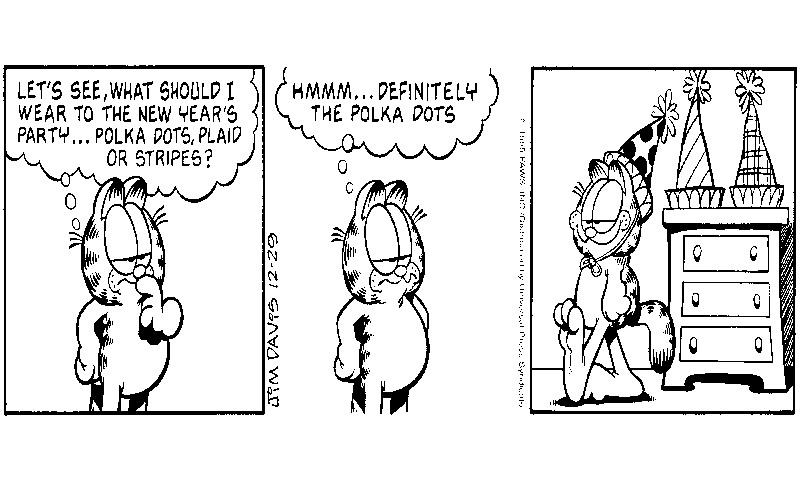 LET'S SEE, WHAT SHOULD I
WEAR TO THE NEW YEAR'S
PARTY... POLKA DOTS, PLAID
OR STRIPES?
JIM DAVIS 12-29
HMMM... DEFINITELY
THE POLKA DOTS